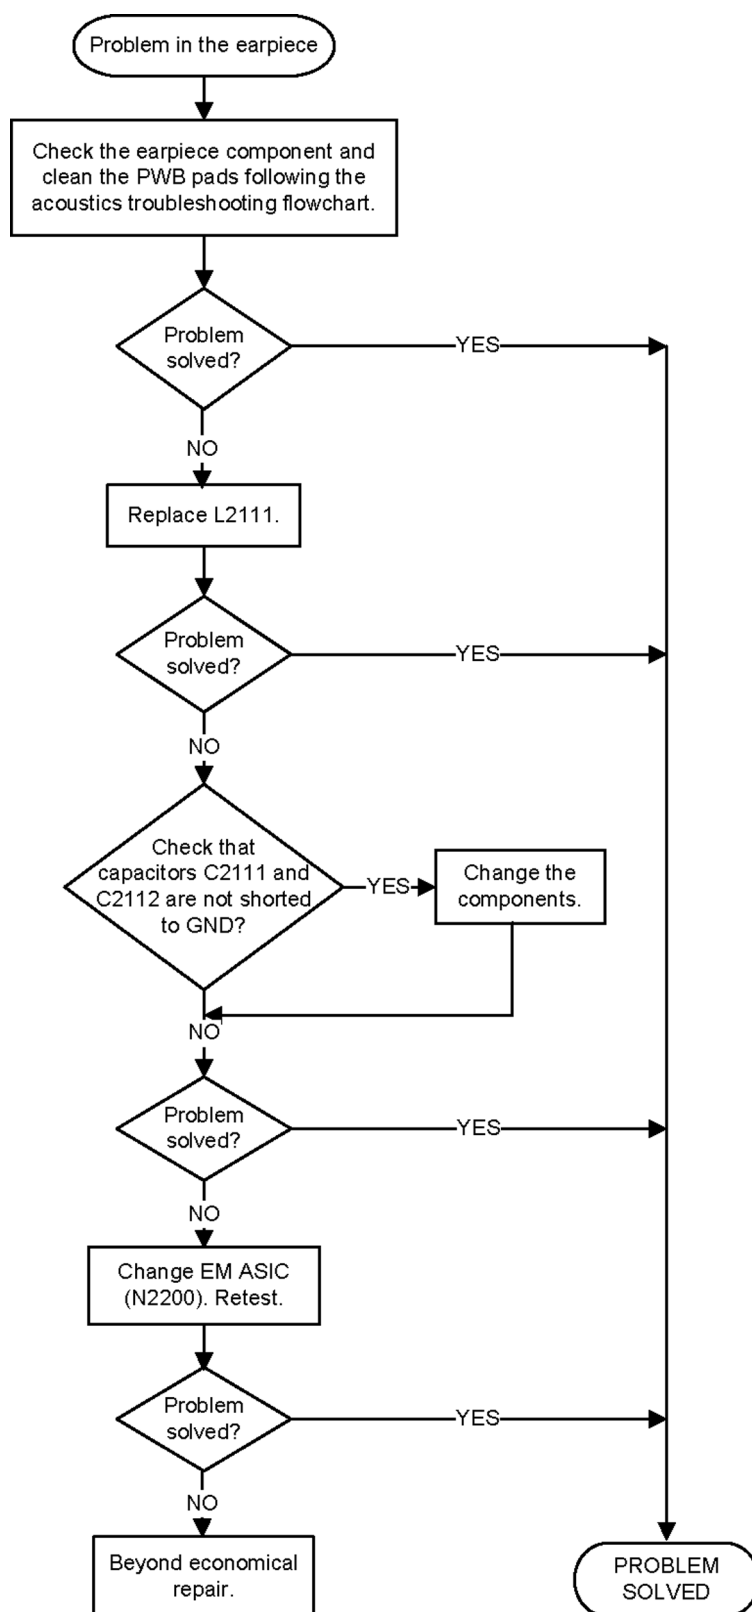 Problem in the earpiece
Check the earpiece component and
clean the PWB pads following the
acoustics troubleshooting flowchart.
Problem
solved?
YES
NO
Replace L2111.
Problem
solved?
YES
NO
Check that
capacitors C2111 and
C2112 are not shorted
to GND?
YES
Change the
components.
NO
Problem
solved?
YES
NO
Change EM ASIC
(N2200). Retest.
Problem
solved?
YES
NO
Beyond economical
repair.
PROBLEM
SOLVED